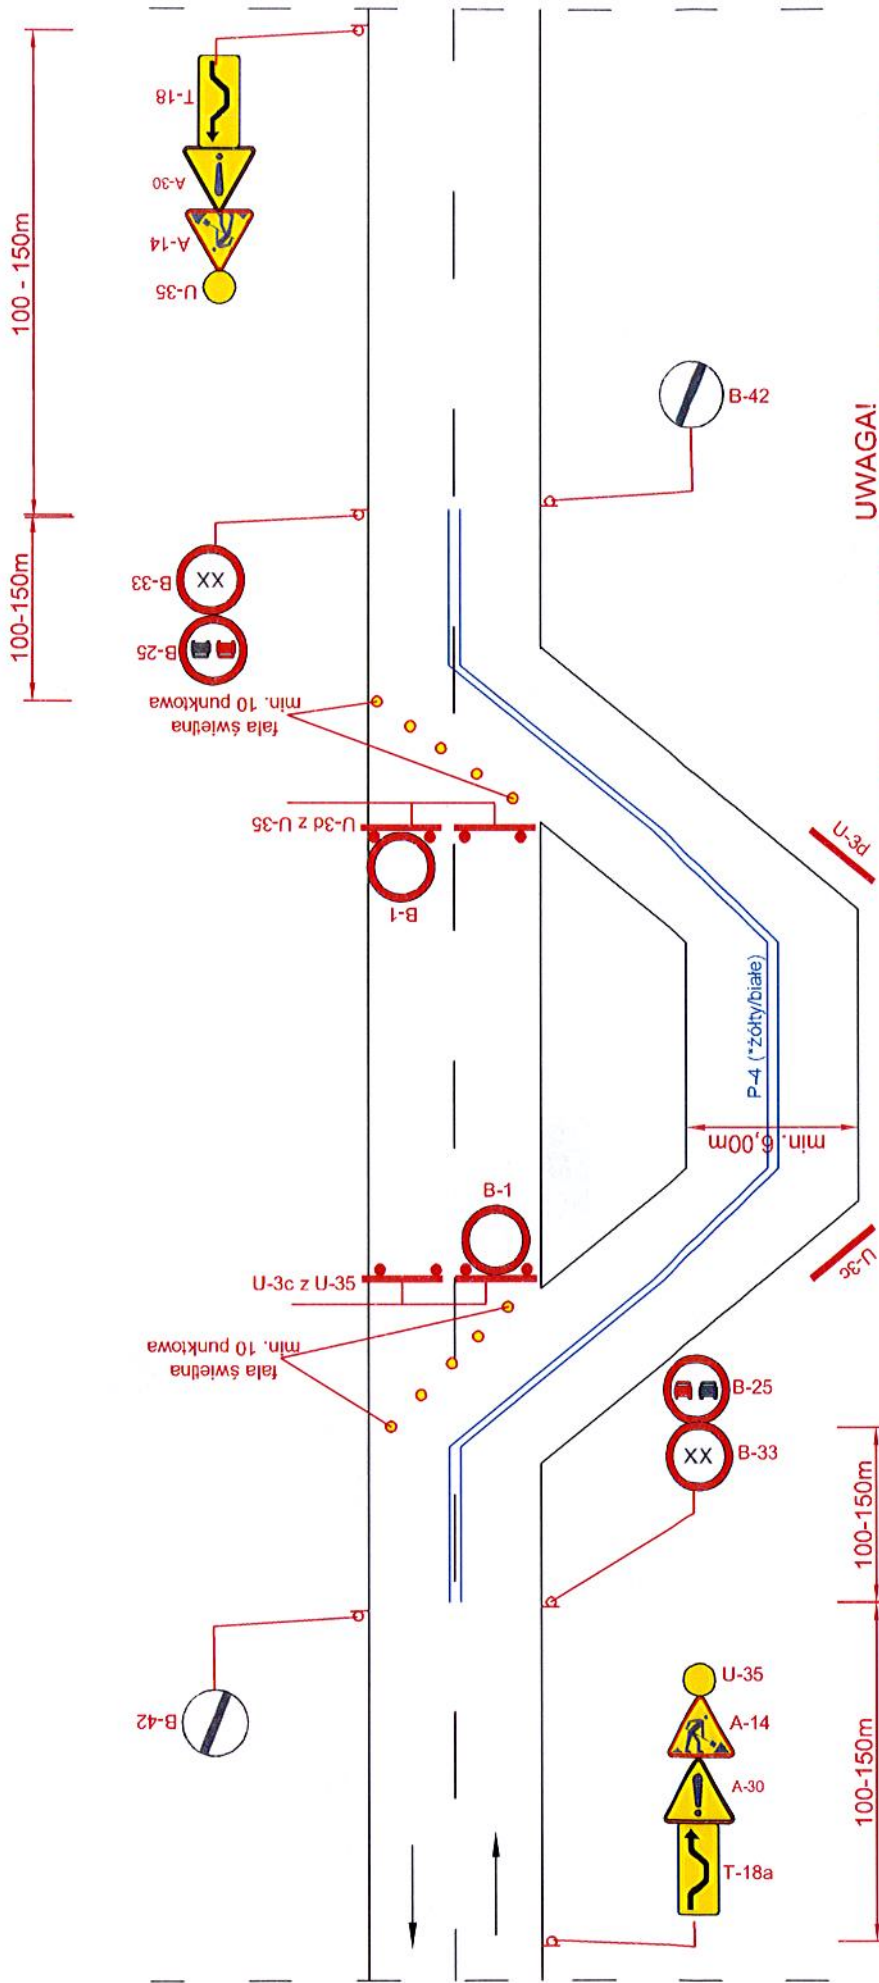 100 - 150m
T-18
A-30
A-14
U-35
100-150m
B-33
XX
B-25
fala świetlna
min. 10 punktowa
B-42
UWAGA!
U-3d z U-35
B-1
U-3d
P-4 (*żółty/białe)
min. 6,00m
B-1
U-3c z U-35
U-3c
fala świetlna
min. 10 punktowa
B-25
XX
B-33
100-150m
B-42
U-35
A-14
A-30
T-18a
100-150m